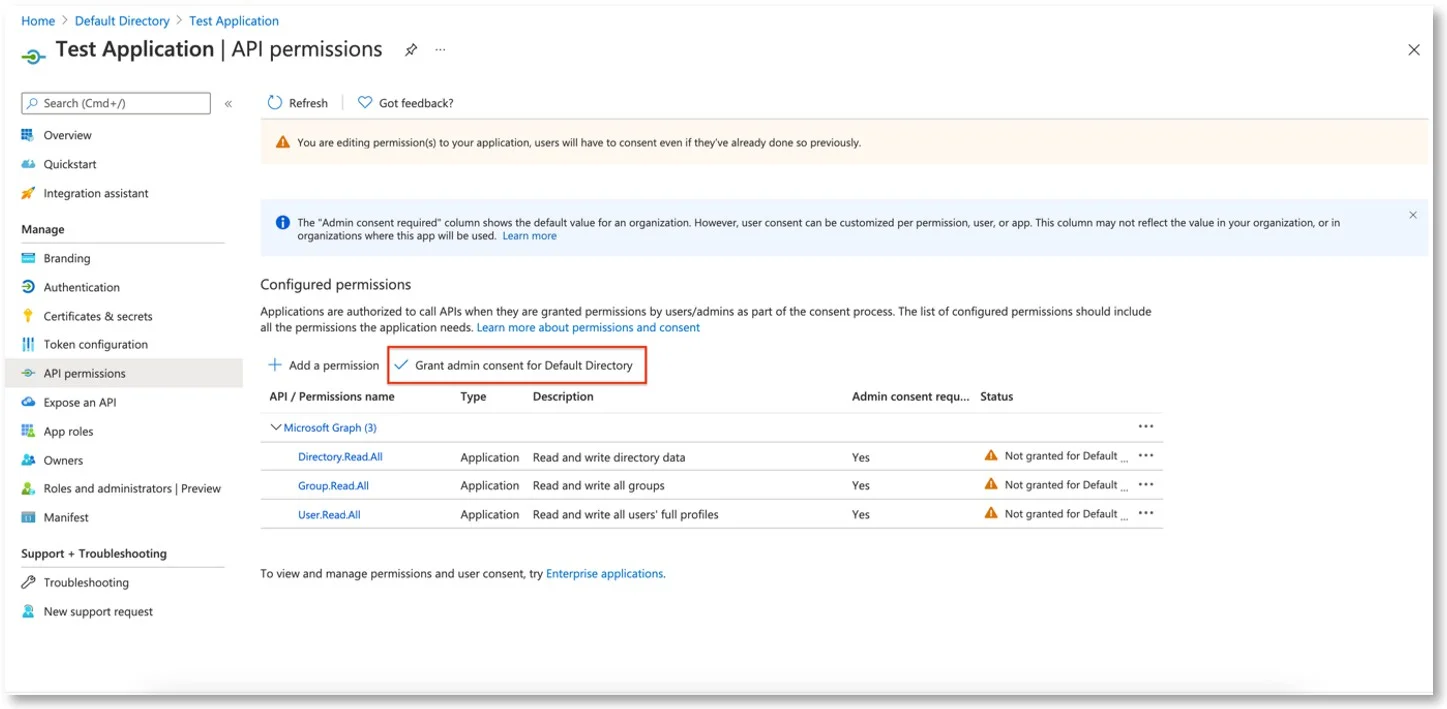 Home > Default Directory > Test Application
Test Application | API permissions ...
Search (Cmd+/) «
Overview
Quickstart
Integration assistant
Manage
Branding
Authentication
Certificates & secrets
Token configuration
API permissions
Expose an API
App roles
Owners
Roles and administrators | Preview
Manifest
Support + Troubleshooting
Troubleshooting
New support request
Refresh | Got feedback?
You are editing permission(s) to your application, users will have to consent even if they've already done so previously.
The "Admin consent required" column shows the default value for an organization. However, user consent can be customized per permission, user, or app. This column may not reflect the value in your organization, or in
organizations where this app will be used. Learn more
Configured permissions
Applications are authorized to call APIs when they are granted permissions by users/admins as part of the consent process. The list of configured permissions should include
all the permissions the application needs. Learn more about permissions and consent
+ Add a permission ✓ Grant admin consent for Default Directory
API / Permissions name Type Description Admin consent requ... Status
Microsoft Graph (3) ...
Directory.Read.All Application Read and write directory data Yes Not granted for Default ... ...
Group.Read.All Application Read and write all groups Yes Not granted for Default ... ...
User.Read.All Application Read and write all users' full profiles Yes Not granted for Default ... ...
To view and manage permissions and user consent, try Enterprise applications.